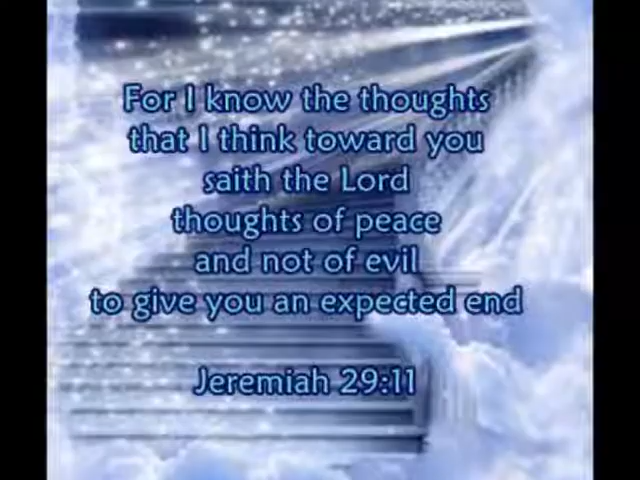 For I know the thoughts
that I think toward you
saith the Lord
thoughts of peace
and not of evil
to give you an expected end
Jeremiah 29:11